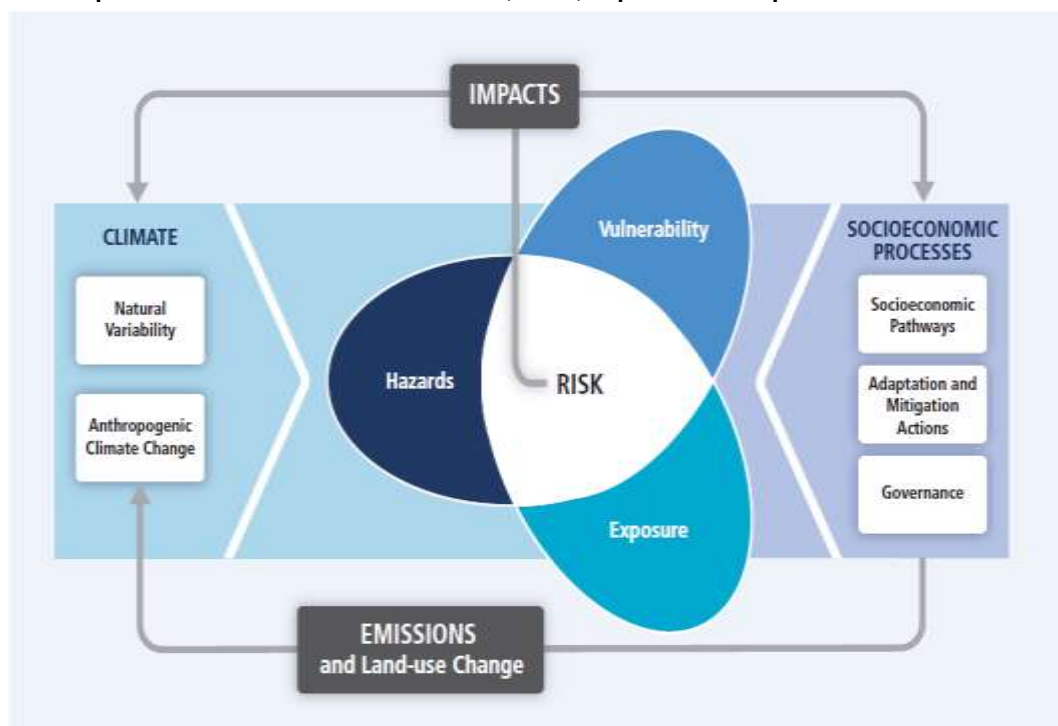 IMPACTS
Vulnerability
CLIMATE
SOCIOECONOMIC
PROCESSES
Natural
Variability
Socioeconomic
Pathways
Hazards
RISK
Adaptation and
Mitigation
Actions
Anthropogenic
Climate Change
Governance
Exposure
EMISSIONS
and Land-use Change